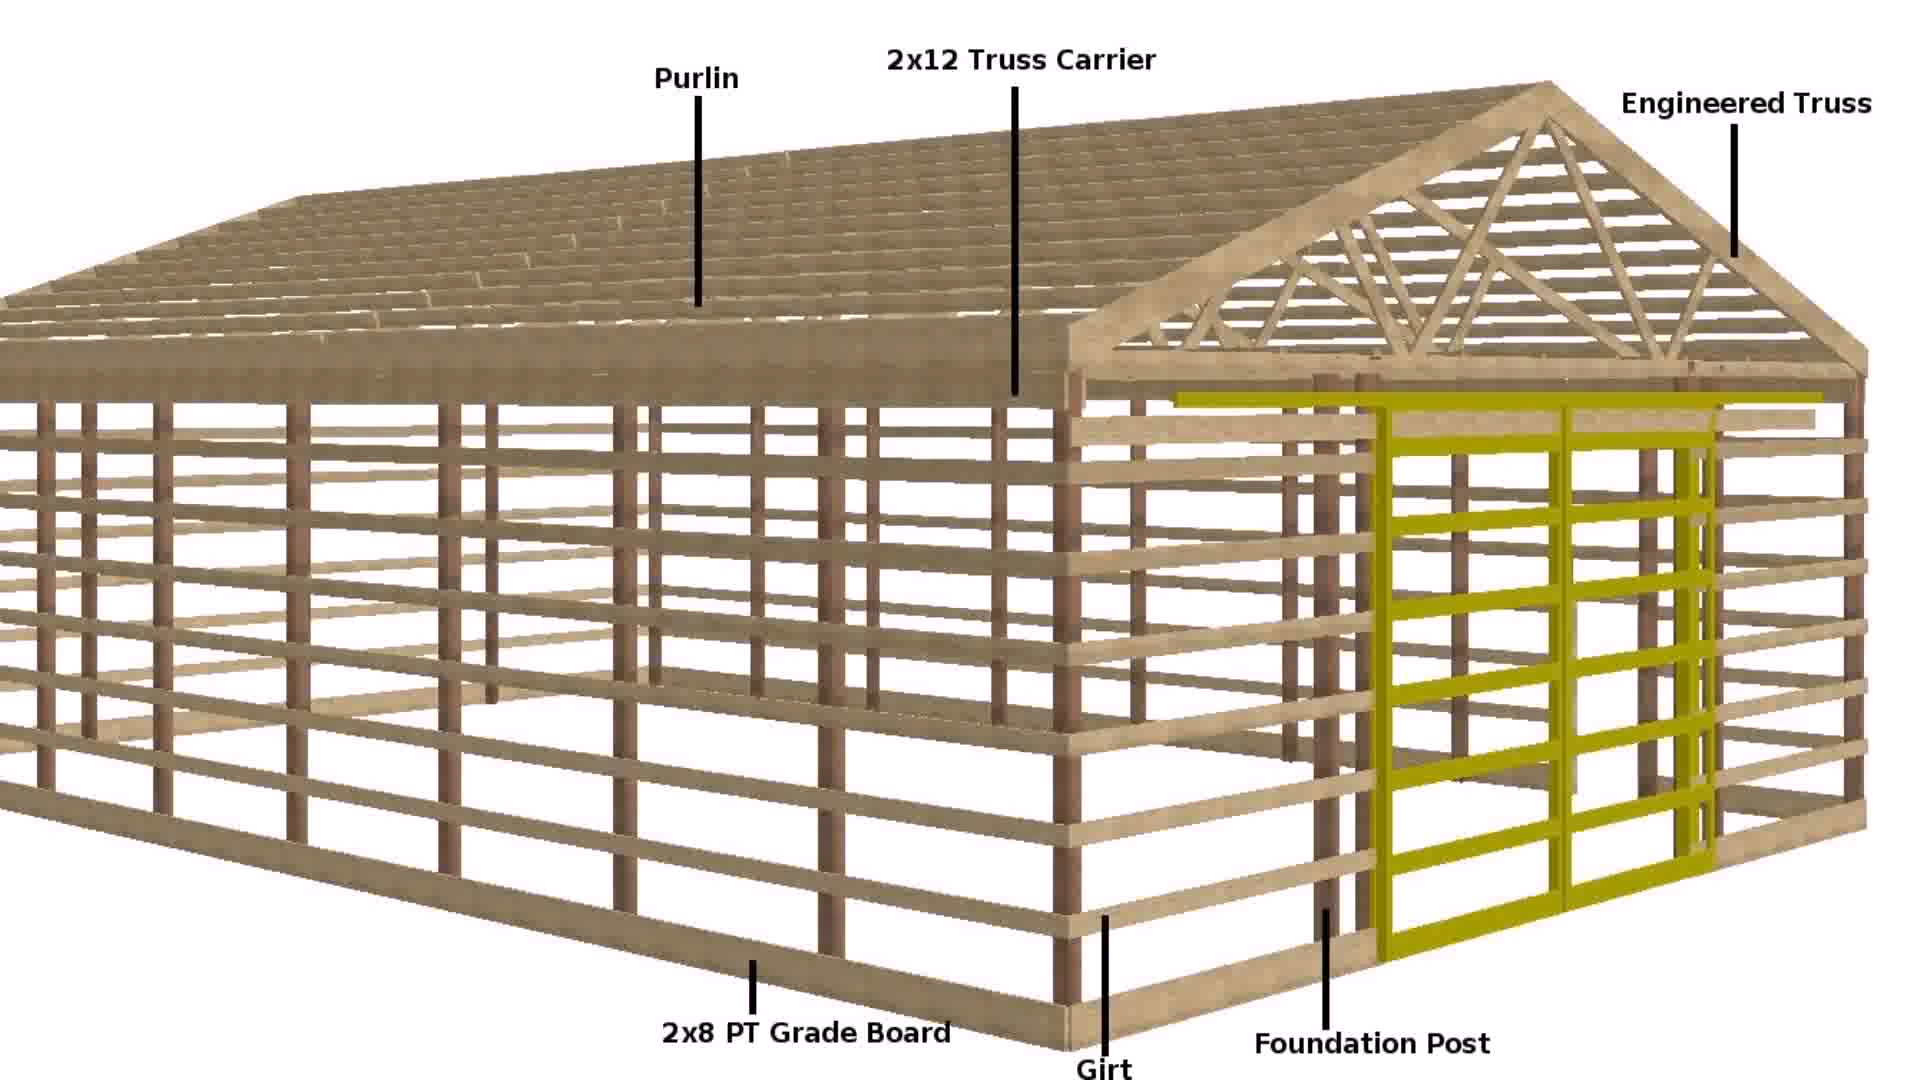 2x12 Truss Carrier
Purlin
Engineered Truss
2x8 PT Grade Board
Foundation Post
Girt